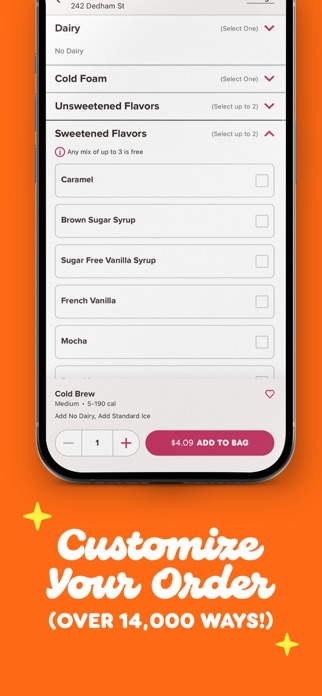 242 Dedham St
Dairy (Select One)
No Dairy
Cold Foam (Select One)
Unsweetened Flavors (Select up to 2)
Sweetened Flavors (Select up to 2)
Any mix of up to 3 is free
Caramel
Brown Sugar Syrup
Sugar Free Vanilla Syrup
French Vanilla
Mocha
Cold Brew
Medium • 5-190 cal
Add No Dairy, Add Standard Ice
1
$4.09 ADD TO BAG
Customize
Your Order
(OVER 14,000 WAYS!)